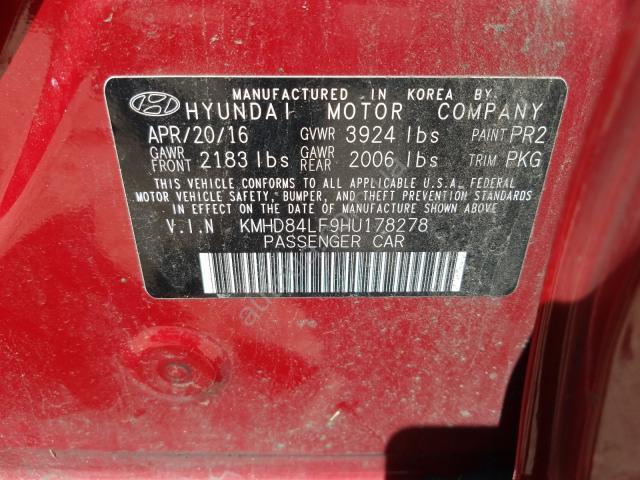 MANUFACTURED IN KOREA BY.
HYUNDAI MOTOR COMPANY
APR/20/16 GVWR 3924 lbs PAINT PR2
GAWR FRONT 2183 lbs GAWR REAR 2006 lbs TRIM PKG
THIS VEHICLE CONFORMS TO ALL APPLICABLE U.S.A. FEDERAL
MOTOR VEHICLE SAFETY, BUMPER, AND THEFT PREVENTION STANDARDS
IN EFFECT ON THE DATE OF MANUFACTURE SHOWN ABOVE.
V.I.N KMHD84LF9HU178278
PASSENGER CAR